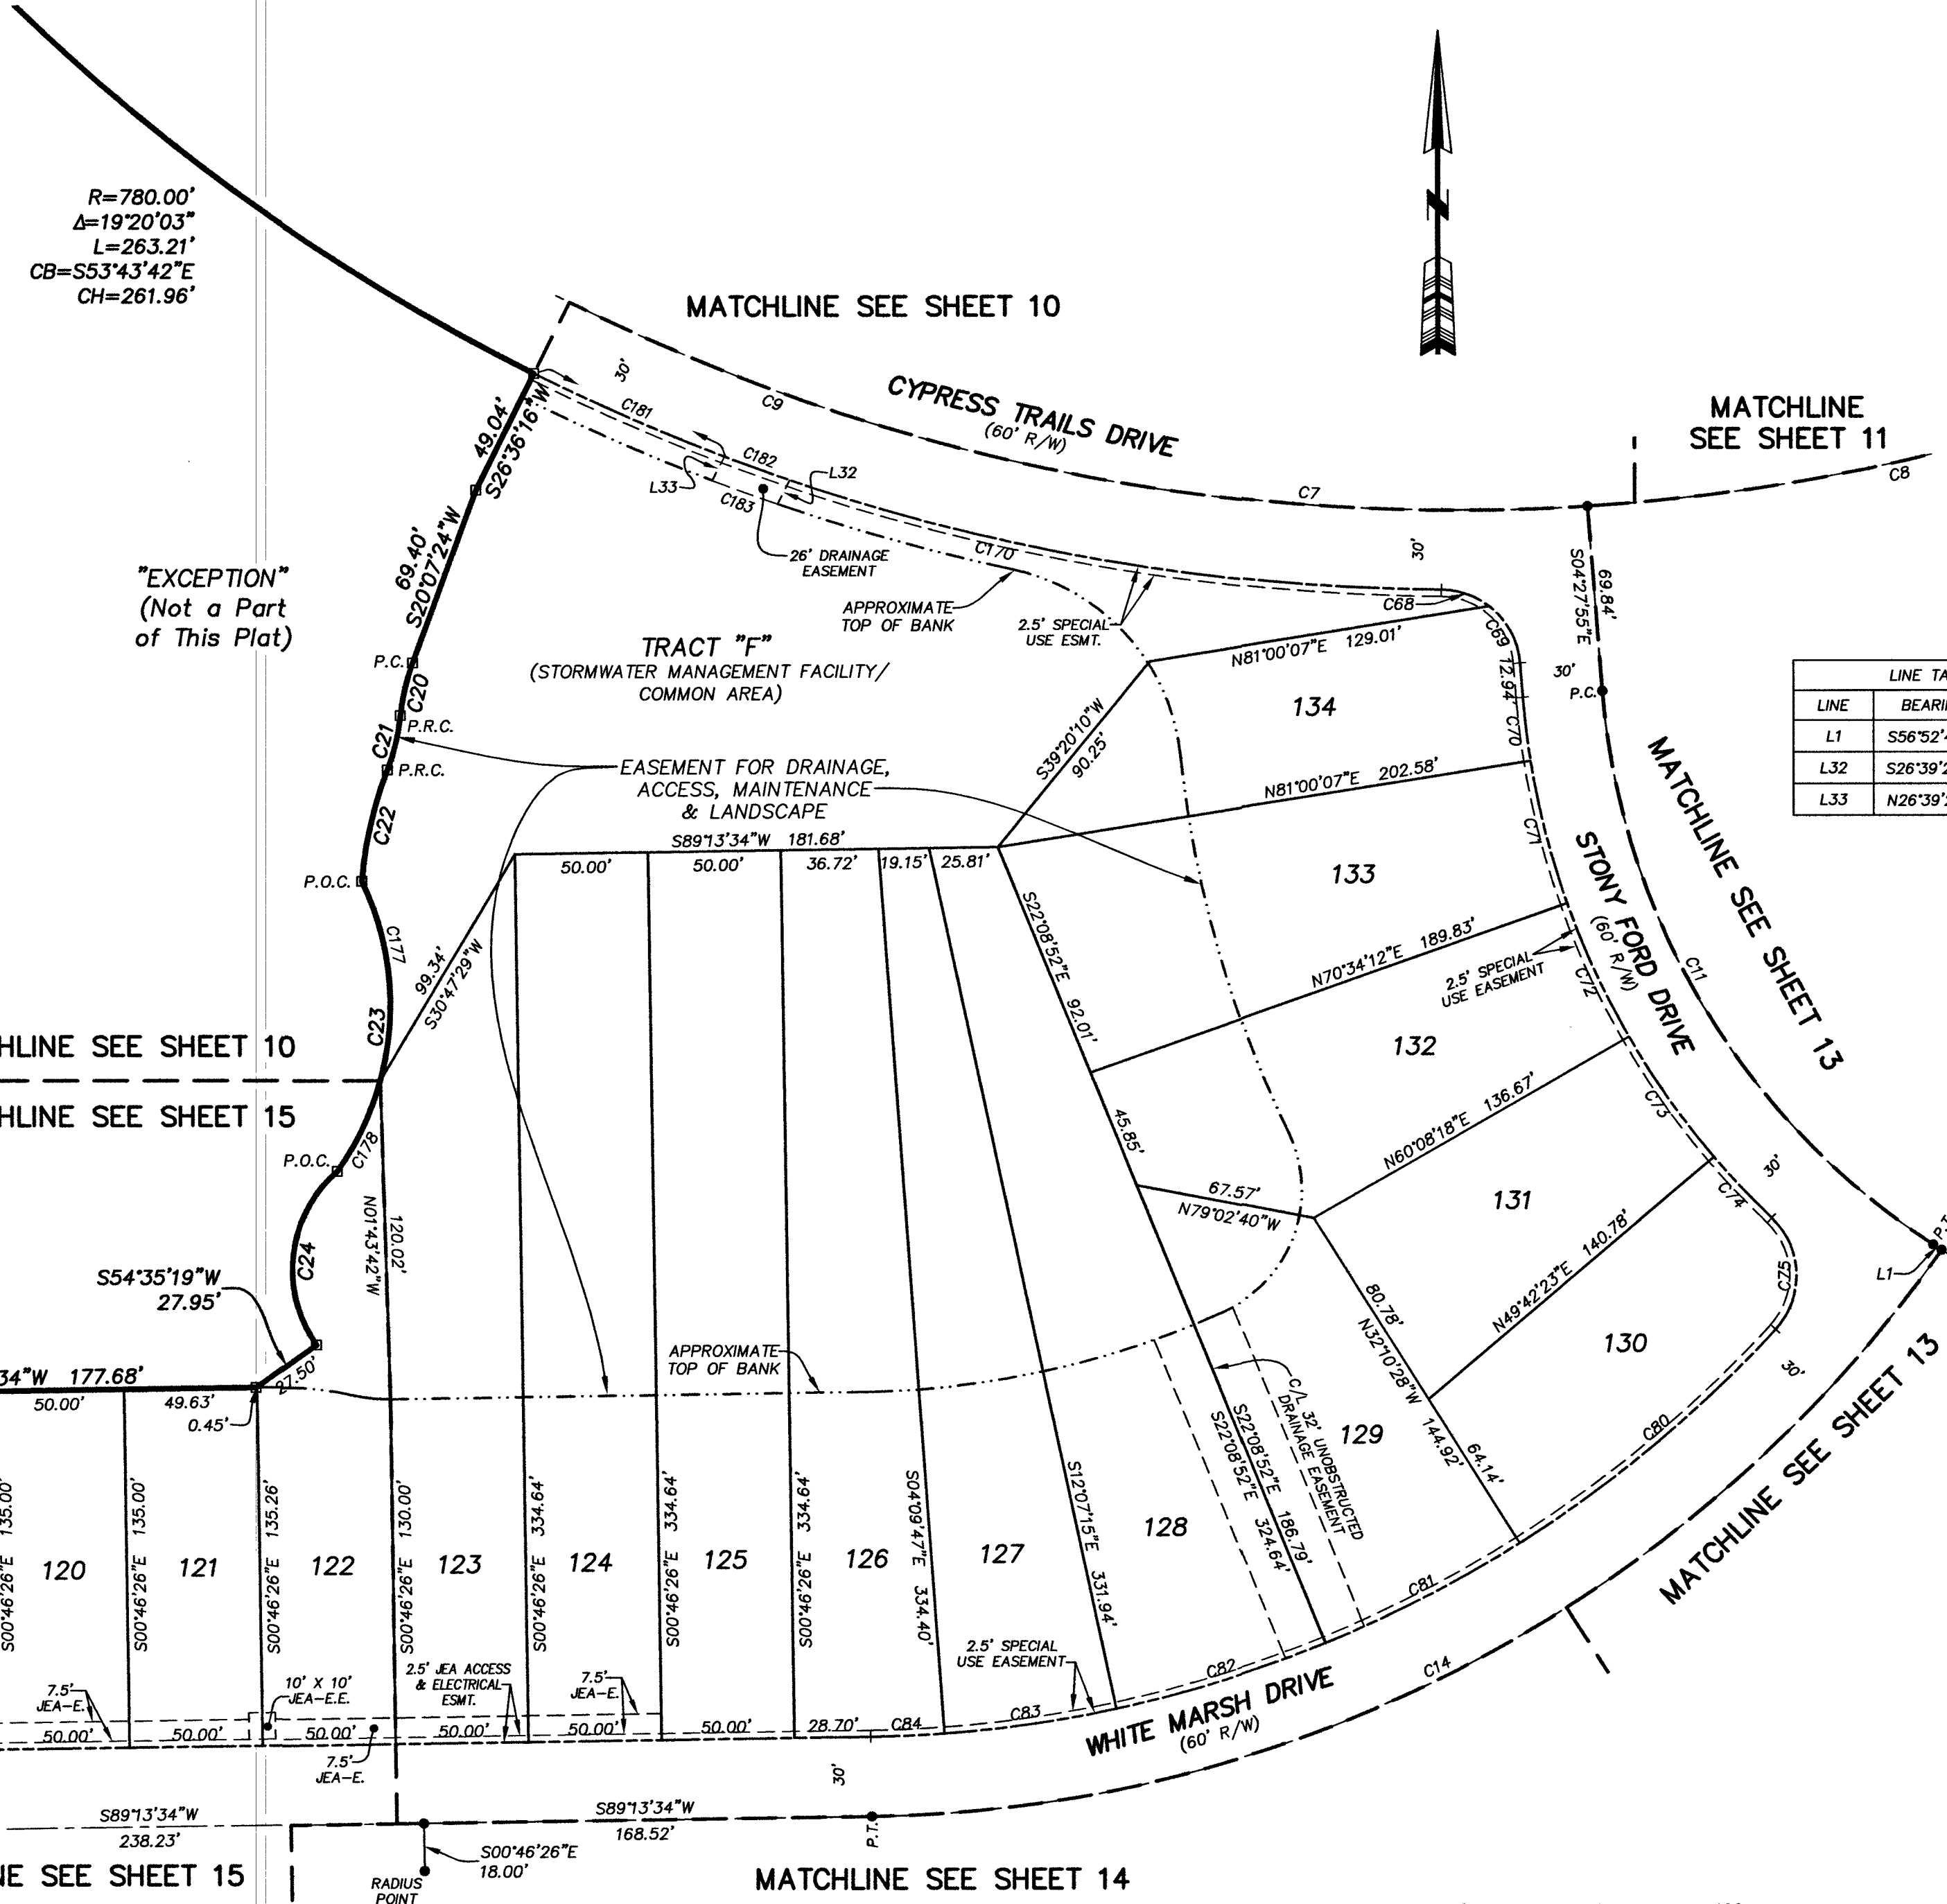 R=780.00'
Δ=19°20'03"
L=263.21'
CB=S53°43'42"E
CH=261.96'
MATCHLINE SEE SHEET 10
N
MATCHLINE
SEE SHEET 11
30'
C181
C9
CYPRESS TRAILS DRIVE
(60' R/W)
C7
C8
49.04'
S26°36'16"W
L33
C182
C183
L32
26' DRAINAGE
EASEMENT
C170
30'
69.40'
S20°07'24"W
"EXCEPTION"
(Not a Part
of This Plat)
APPROXIMATE
TOP OF BANK
2.5' SPECIAL
USE ESMT.
C68
C69
12.94'
30'
P.C.
S04°27'55"E
69.84'
TRACT "F"
(STORMWATER MANAGEMENT FACILITY/
COMMON AREA)
N81°00'07"E 129.01'
134
C70
P.C.
C20
P.R.C.
C21
P.R.C.
C22
P.O.C.
EASEMENT FOR DRAINAGE,
ACCESS, MAINTENANCE
& LANDSCAPE
S39°20'10"W
90.25'
N81°00'07"E 202.58'
LINE TA
LINE BEARI
L1 S56°52'
L32 S26°39'
L33 N26°39'
MATCHLINE SEE SHEET 13
S89°13'34"W 181.68'
50.00' 50.00' 36.72' 19.15' 25.81'
133
C71
STONY FORD DRIVE
(60' R/W)
C177
C23
99.34'
S30°47'29"W
S22°08'52"E 92.01'
N70°34'12"E 189.83'
2.5' SPECIAL
USE EASEMENT
C72
C11
HLINE SEE SHEET 10
HLINE SEE SHEET 15
132
45.85'
P.O.C.
C178
N60°08'18"E 136.67'
C73
30'
C74
67.57'
N79°02'40"W
131
C24
N01°43'42"W
120.02'
S54°35'19"W
27.95'
N49°42'23"E 140.78'
C75
L1
80.78'
N32°10'28"W 144.92'
64.14'
130
30'
34"W 177.68'
50.00' 49.63'
0.45'
27.50'
APPROXIMATE
TOP OF BANK
C/L 32' UNOBSTRUCTED
DRAINAGE EASEMENT
129
C80
MATCHLINE SEE SHEET 13
S22°08'52"E 186.79'
S22°08'52"E 324.64'
S00°46'26"E 135.00'
120
S00°46'26"E 135.00'
121
S00°46'26"E 135.26'
122
S00°46'26"E 130.00'
123
S00°46'26"E 334.64'
124
S00°46'26"E 334.64'
125
S00°46'26"E 334.64'
126
S04°09'47"E 334.40'
127
S12°07'15"E 331.94'
128
C81
7.5'
JEA-E.
10' X 10'
JEA-E.E.
2.5' JEA ACCESS
& ELECTRICAL
ESMT.
7.5'
JEA-E.
2.5' SPECIAL
USE EASEMENT
50.00' 50.00' 50.00' 50.00' 50.00' 50.00' 28.70' C84 C83 C82
7.5'
JEA-E.
30'
WHITE MARSH DRIVE
(60' R/W)
C14
S89°13'34"W
238.23'
S89°13'34"W
168.52'
P.T.
S00°46'26"E
18.00'
RADIUS
POINT
NE SEE SHEET 15
MATCHLINE SEE SHEET 14